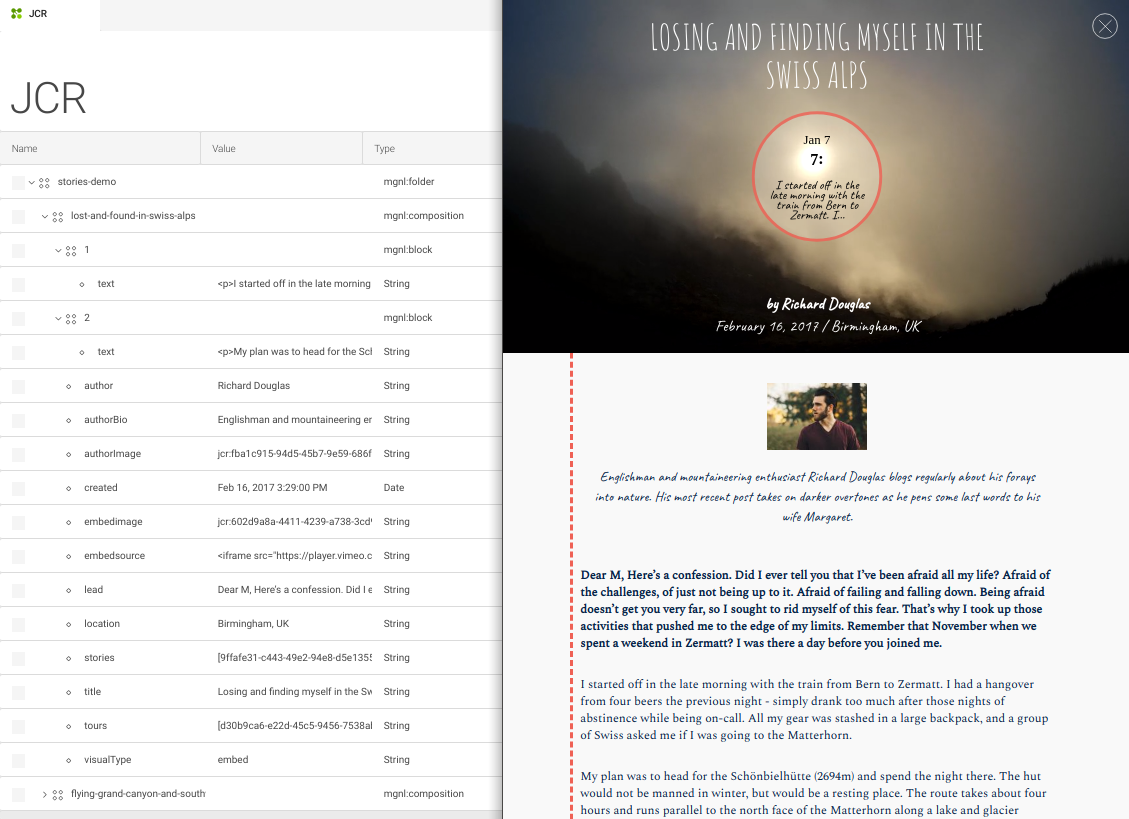 JCR
JCR
Name Value Type
stories-demo mgnl:folder
lost-and-found-in-swiss-alps mgnl:composition
1 mgnl:block
text <p>I started off in the late morning String
2 mgnl:block
text <p>My plan was to head for the Scl String
author Richard Douglas String
authorBio Englishman and mountaineering er String
authorImage jcr:fba1c915-94d5-45b7-9e59-686f String
created Feb 16, 2017 3:29:00 PM Date
embedimage jcr:602d9a8a-4411-4239-a738-3cd String
embedsource <iframe src="https://player.vimeo.c String
lead Dear M, Here's a confession. Did I e String
location Birmingham, UK String
stories [9ffafe31-c443-49e2-94e8-d5e1355 String
title Losing and finding myself in the Sw String
tours [d30b9ca6-e22d-45c5-9456-7538al String
visualType embed String
flying-grand-canyon-and-south mgnl:composition
LOSING AND FINDING MYSELF IN THE
SWISS ALPS
Jan 7
7:
I started off in the
late morning with the
train from Bern to
Zermatt. I...
by Richard Douglas
February 16, 2017 / Birmingham, UK
Englishman and mountaineering enthusiast Richard Douglas blogs regularly about his forays
into nature. His most recent post takes on darker overtones as he pens some last words to his
wife Margaret.
Dear M, Here's a confession. Did I ever tell you that I've been afraid all my life? Afraid of
the challenges, of just not being up to it. Afraid of failing and falling down. Being afraid
doesn't get you very far, so I sought to rid myself of this fear. That's why I took up those
activities that pushed me to the edge of my limits. Remember that November when we
spent a weekend in Zermatt? I was there a day before you joined me.
I started off in the late morning with the train from Bern to Zermatt. I had a hangover
from four beers the previous night - simply drank too much after those nights of
abstinence while being on-call. All my gear was stashed in a large backpack, and a group
of Swiss asked me if I was going to the Matterhorn.
My plan was to head for the Schönbielhütte (2694m) and spend the night there. The hut
would not be manned in winter, but would be a resting place. The route takes about four
hours and runs parallel to the north face of the Matterhorn along a lake and glacier